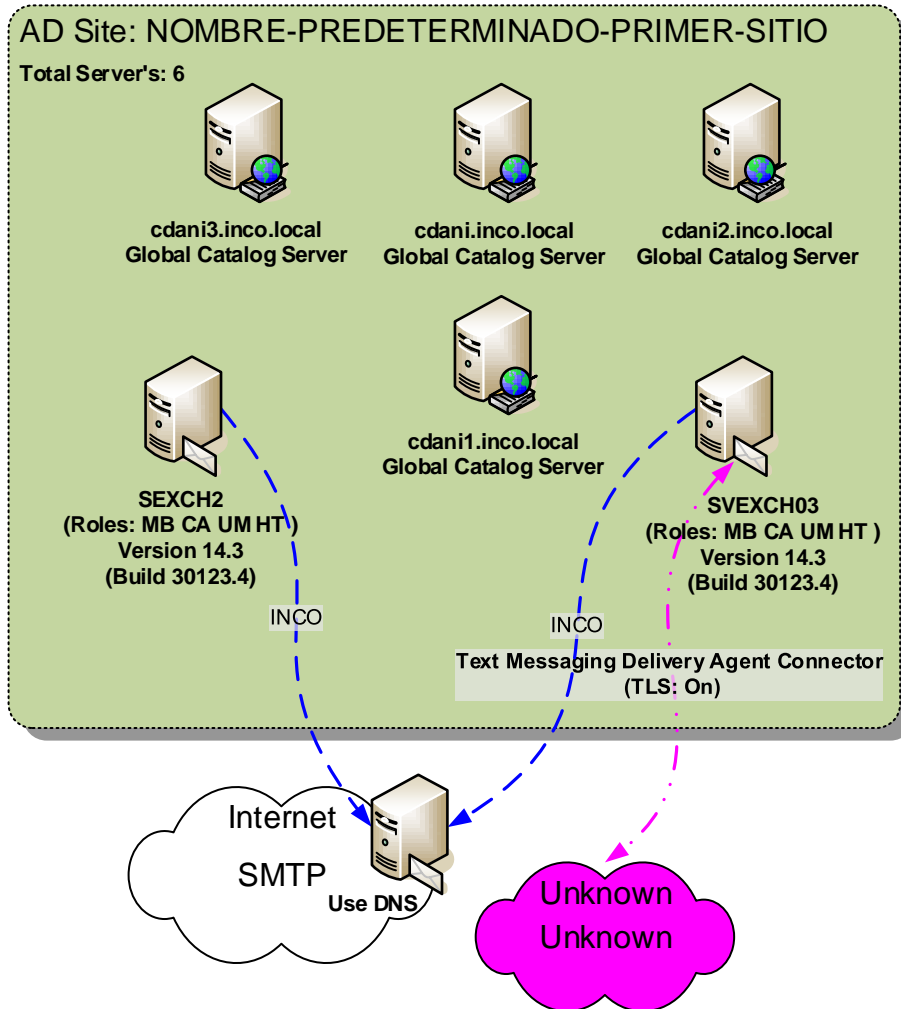 AD Site: NOMBRE-PREDETERMINADO-PRIMER-SITIO
Total Server's: 6
cdani3.inco.local
Global Catalog Server
cdani.inco.local
Global Catalog Server
cdani2.inco.local
Global Catalog Server
cdani1.inco.local
Global Catalog Server
SEXCH2
(Roles: MB CA UM HT )
Version 14.3
(Build 30123.4)
SVEXCH03
(Roles: MB CA UM HT )
Version 14.3
(Build 30123.4)
INCO
INCO
Text Messaging Delivery Agent Connector
(TLS: On)
Internet
SMTP
Use DNS
Unknown
Unknown